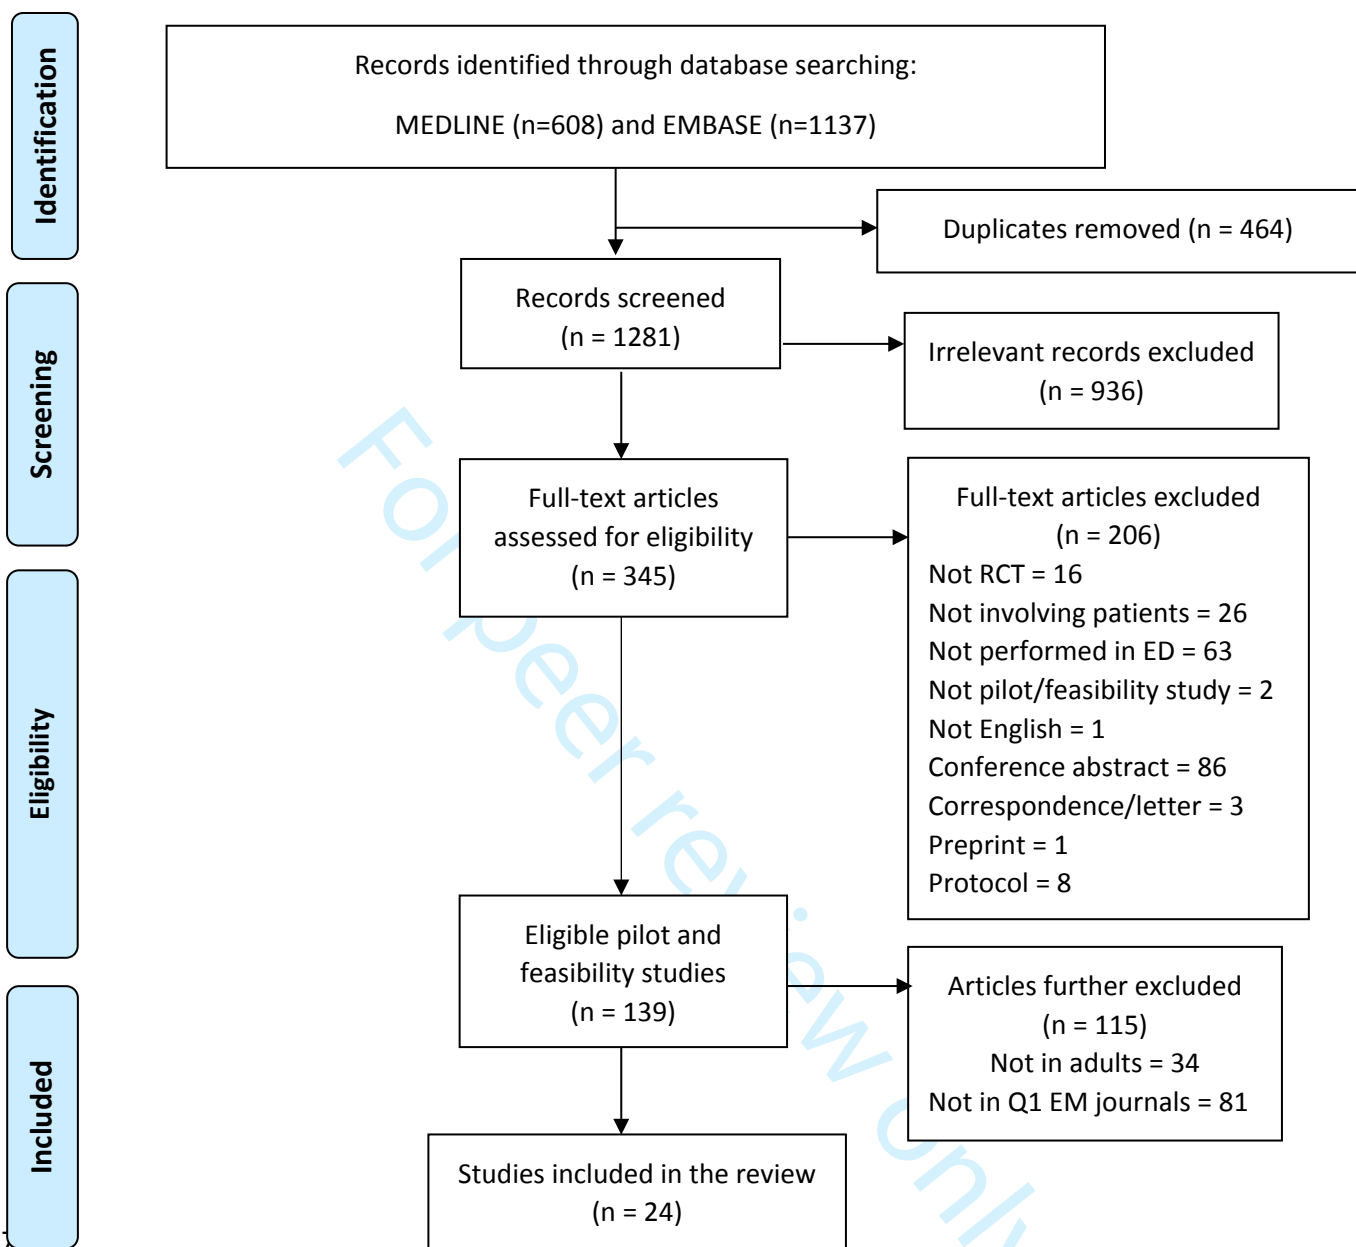 Identification
Records identified through database searching:
MEDLINE (n=608) and EMBASE (n=1137)
Duplicates removed (n = 464)
Screening
Records screened
(n = 1281)
Irrelevant records excluded
(n = 936)
Full-text articles
assessed for eligibility
(n = 345)
Full-text articles excluded
(n = 206)
Not RCT = 16
Not involving patients = 26
Not performed in ED = 63
Not pilot/feasibility study = 2
Not English = 1
Conference abstract = 86
Correspondence/letter = 3
Preprint = 1
Protocol = 8
Eligibility
Eligible pilot and
feasibility studies
(n = 139)
Articles further excluded
(n = 115)
Not in adults = 34
Not in Q1 EM journals = 81
Included
Studies included in the review
(n = 24)
For peer review only